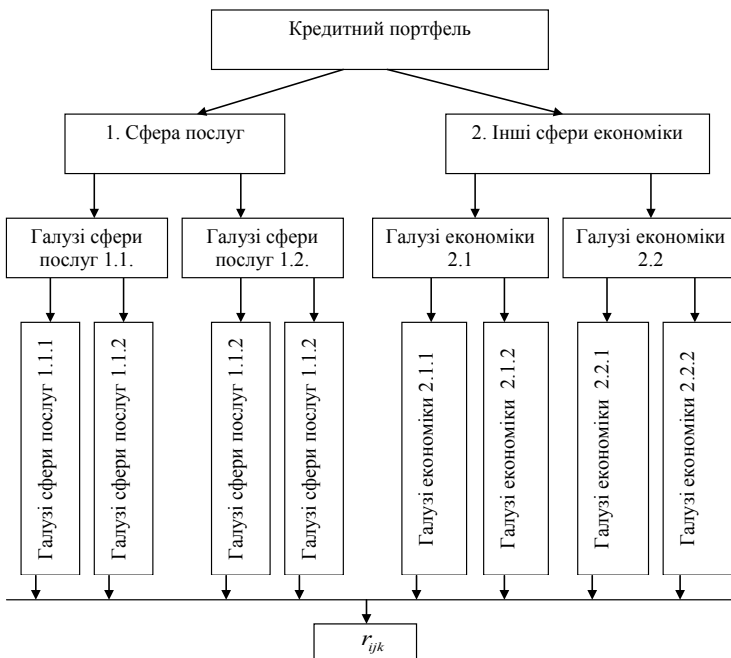 Кредитний портфель
1. Сфера послуг
2. Інші сфери економіки
Галузі сфери
послуг 1.1.
Галузі сфери
послуг 1.2.
Галузі економіки
2.1
Галузі економіки
2.2
Галузі сфери послуг 1.1.1
Галузі сфери послуг 1.1.2
Галузі сфери послуг 1.1.2
Галузі сфери послуг 1.1.2
Галузі економіки 2.1.1
Галузі економіки 2.1.2
Галузі економіки 2.2.1
Галузі економіки 2.2.2
r_{ijk}